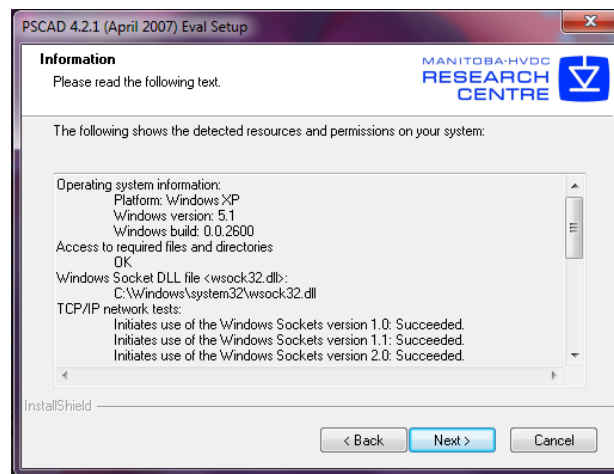 PSCAD 4.2.1 (April 2007) Eval Setup
Information
Please read the following text.
MANITOBA·HVDC
RESEARCH
CENTRE
The following shows the detected resources and permissions on your system:
Operating system information:
Platform: Windows XP
Windows version: 5.1
Windows build: 0.0.2600
Access to required files and directories
OK
Windows Socket DLL file <wsock32.dll>:
C:\Windows\system32\wsock32.dll
TCP/IP network tests:
Initiates use of the Windows Sockets version 1.0: Succeeded.
Initiates use of the Windows Sockets version 1.1: Succeeded.
Initiates use of the Windows Sockets version 2.0: Succeeded.
InstallShield
< Back
Next >
Cancel